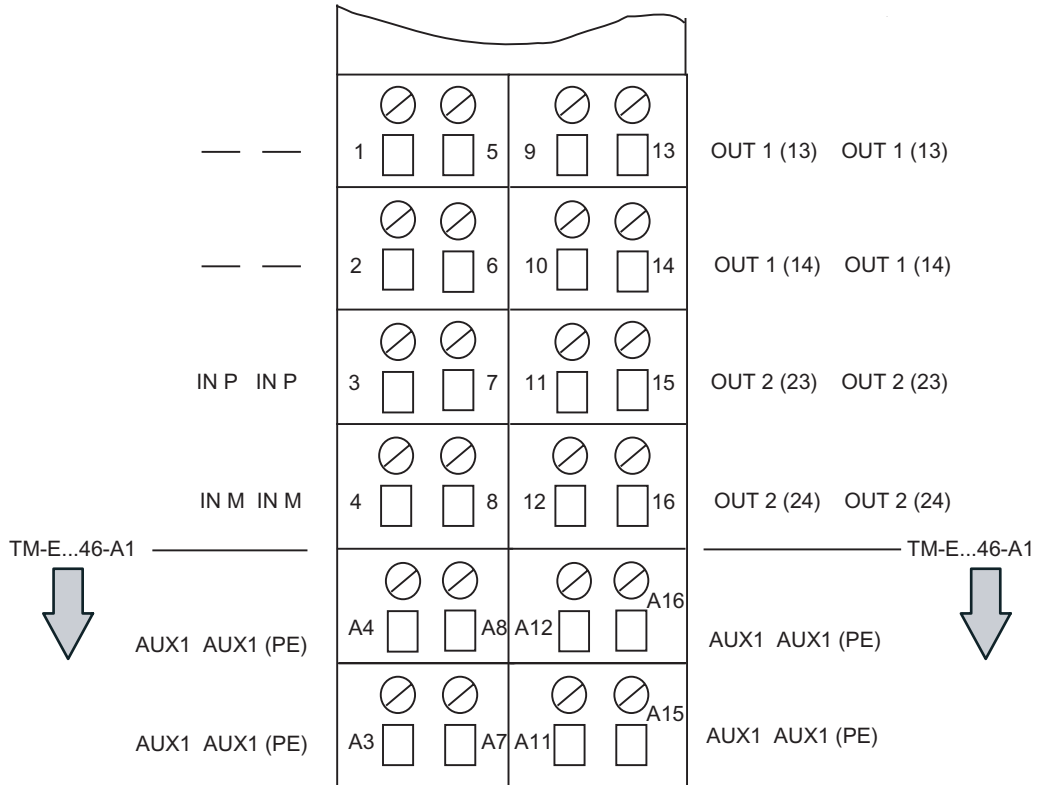 — — 1 5 9 13 OUT 1 (13) OUT 1 (13)
— — 2 6 10 14 OUT 1 (14) OUT 1 (14)
IN P IN P 3 7 11 15 OUT 2 (23) OUT 2 (23)
IN M IN M 4 8 12 16 OUT 2 (24) OUT 2 (24)
TM-E...46-A1 TM-E...46-A1
AUX1 AUX1 (PE) A4 A8 A12 A16 AUX1 AUX1 (PE)
AUX1 AUX1 (PE) A3 A7 A11 A15 AUX1 AUX1 (PE)